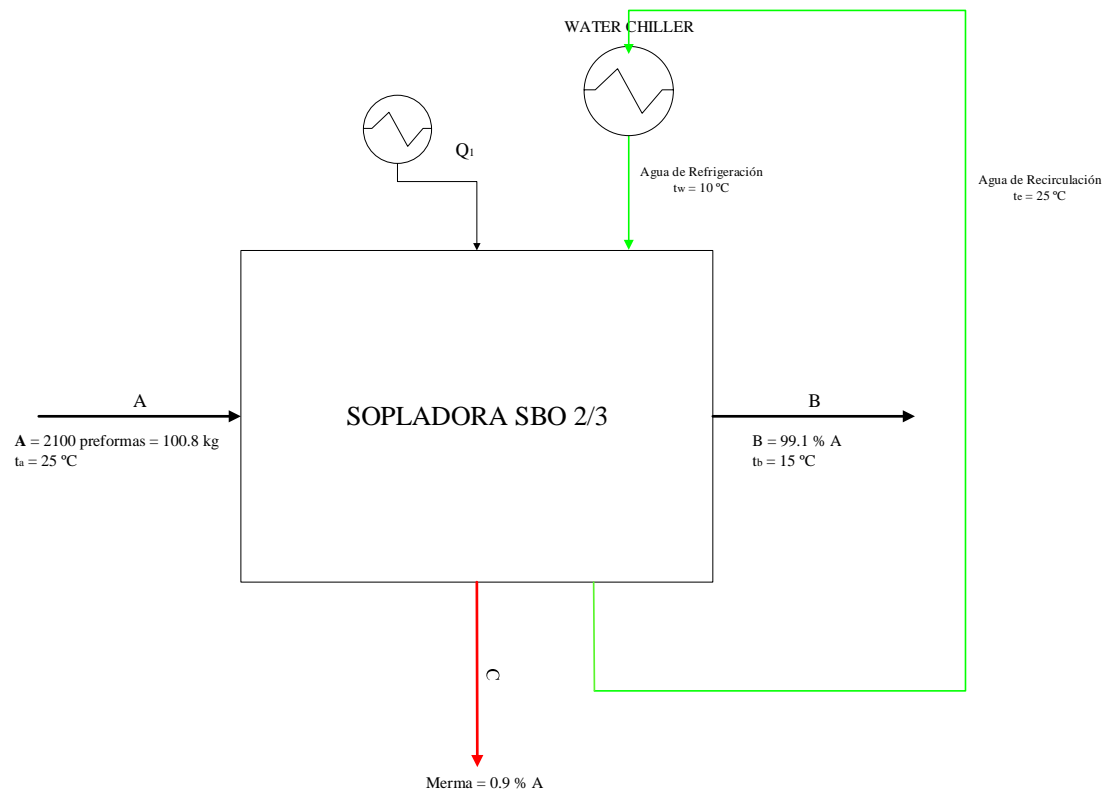 WATER CHILLER
Q1
Agua de Refrigeración
tw = 10 ºC
Agua de Recirculación
te = 25 ºC
A
A = 2100 preformas = 100.8 kg
ta = 25 ºC
SOPLADORA SBO 2/3
B
B = 99.1 % A
tb = 15 ºC
C
Merma = 0.9 % A